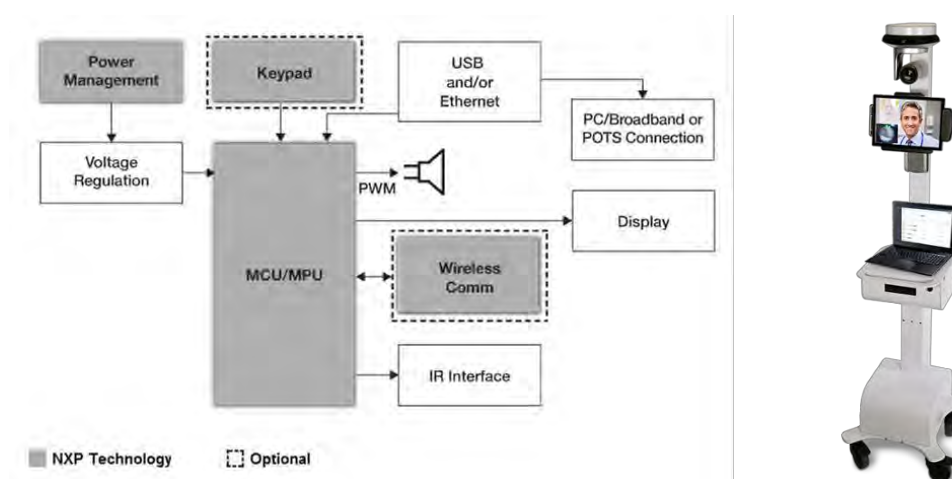 Power
Management
Keypad
USB
and/or
Ethernet
PC/Broadband or
POTS Connection
Voltage
Regulation
PWM
Display
MCU/MPU
Wireless
Comm
IR Interface
NXP Technology
Optional